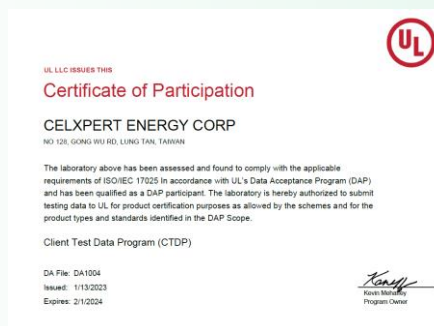 UL
UL LLC ISSUES THIS
Certificate of Participation
CELXPERT ENERGY CORP
NO 128, GONG WU RD, LUNG TAN, TAIWAN
The laboratory above has been assessed and found to comply with the applicable
requirements of ISO/IEC 17025 in accordance with UL's Data Acceptance Program (DAP)
and has been qualified as a DAP participant. The laboratory is hereby authorized to submit
testing data to UL for product certification purposes as allowed by the schemes and for the
product types and standards identified in the DAP Scope.
Client Test Data Program (CTDP)
DA File: DA1004
Issued: 1/13/2023
Expires: 2/1/2024
Kevin Mehaffey
Program Owner